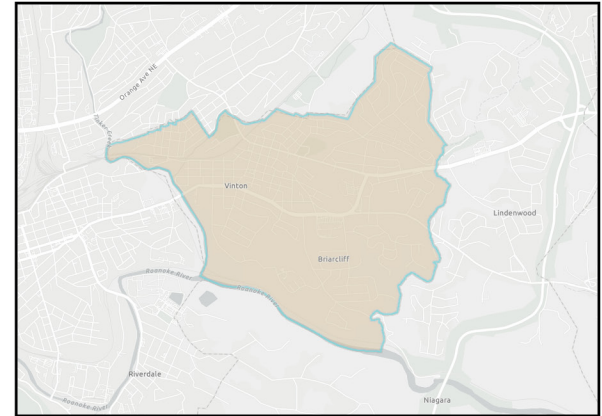 Orange Ave NE
Vinton
Lindenwood
Briarcliff
Roanoke River
Riverdale
Niagara
Roanoke River